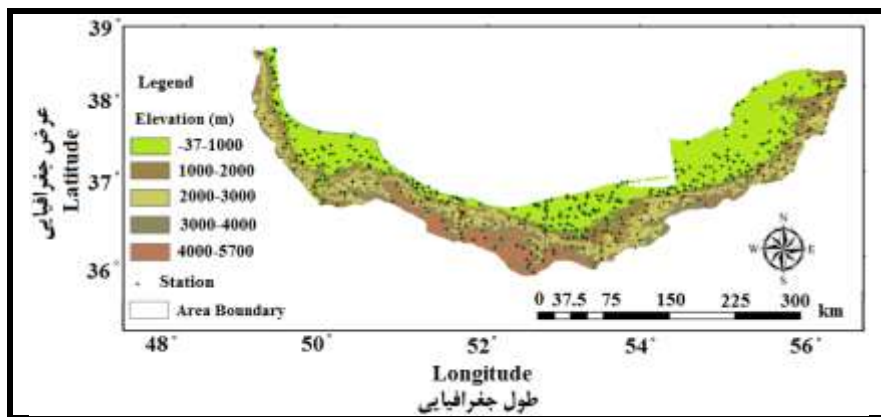 39°
38°
37°
36°
عرض جغرافیایی
Latitude
Legend
Elevation (m)
-37-1000
1000-2000
2000-3000
3000-4000
4000-5700
Station
Area Boundary
N
W E
S
0 37.5 75 150 225 300 km
48° 50° 52° 54° 56°
Longitude
طول جغرافیایی